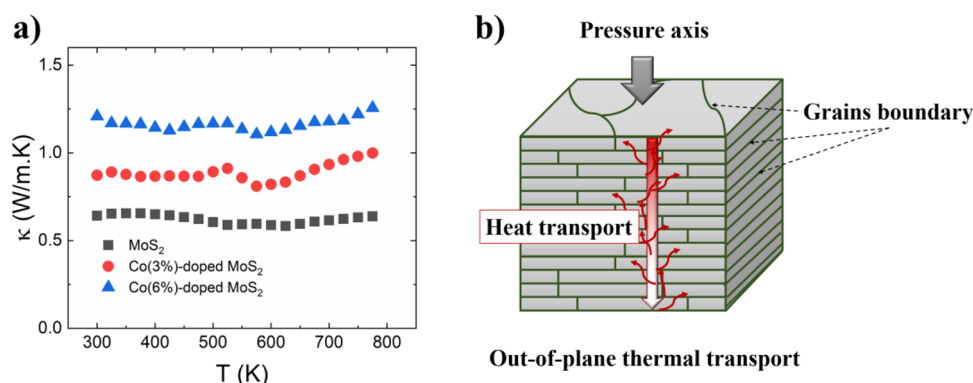 a)
κ (W/m.K)
1.5
1.0
0.5
0.0
MoS₂
Co(3%)-doped MoS₂
Co(6%)-doped MoS₂
300 400 500 600 700 800
T (K)
b)
Pressure axis
Grains boundary
Heat transport
Out-of-plane thermal transport